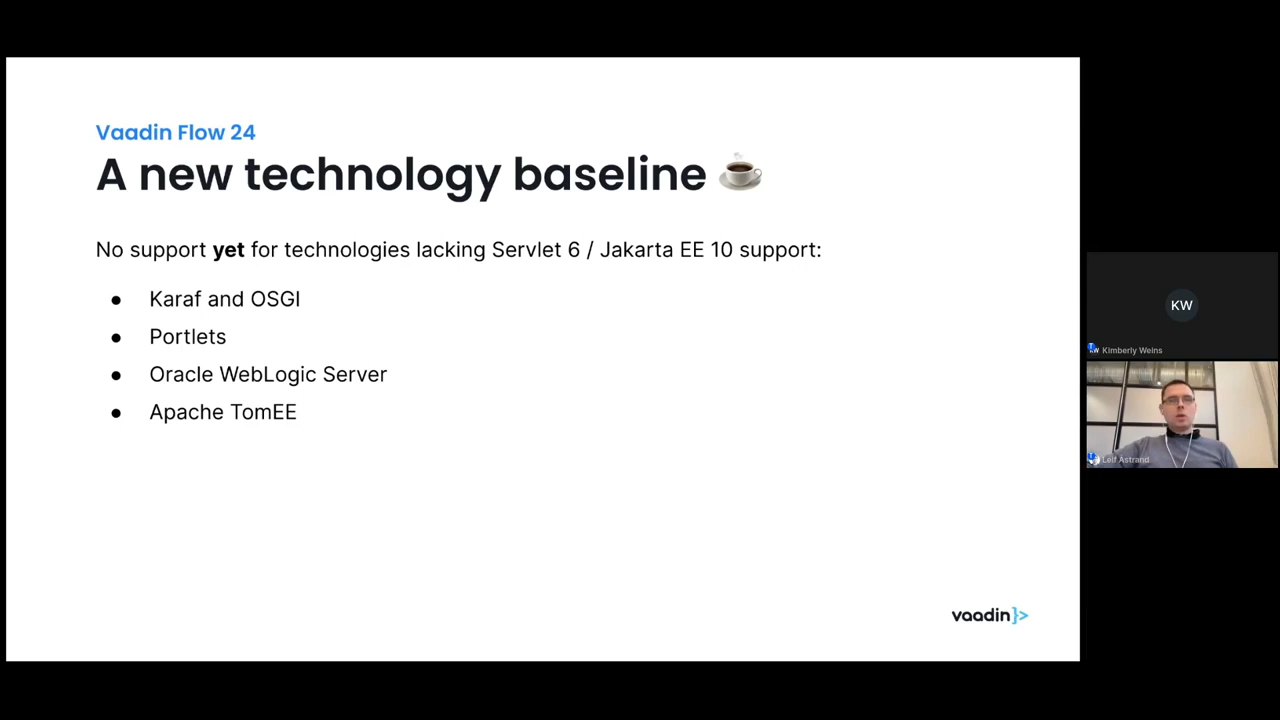 Vaadin Flow 24
A new technology baseline
No support yet for technologies lacking Servlet 6 / Jakarta EE 10 support:
Karaf and OSGI
Portlets
Oracle WebLogic Server
Apache TomEE
vaadin}>
KW
Kimberly Weins
Leif Åstrand